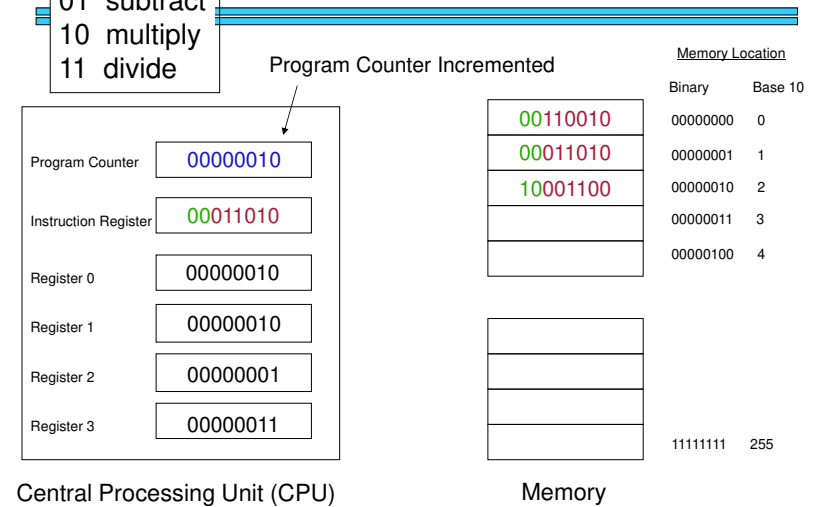 01 subtract
10 multiply
11 divide
Program Counter Incremented
Memory Location
Binary Base 10
Program Counter 00000010
Instruction Register 00011010
Register 0 00000010
Register 1 00000010
Register 2 00000001
Register 3 00000011
00110010 00000000 0
00011010 00000001 1
10001100 00000010 2
00000011 3
00000100 4
11111111 255
Central Processing Unit (CPU)
Memory